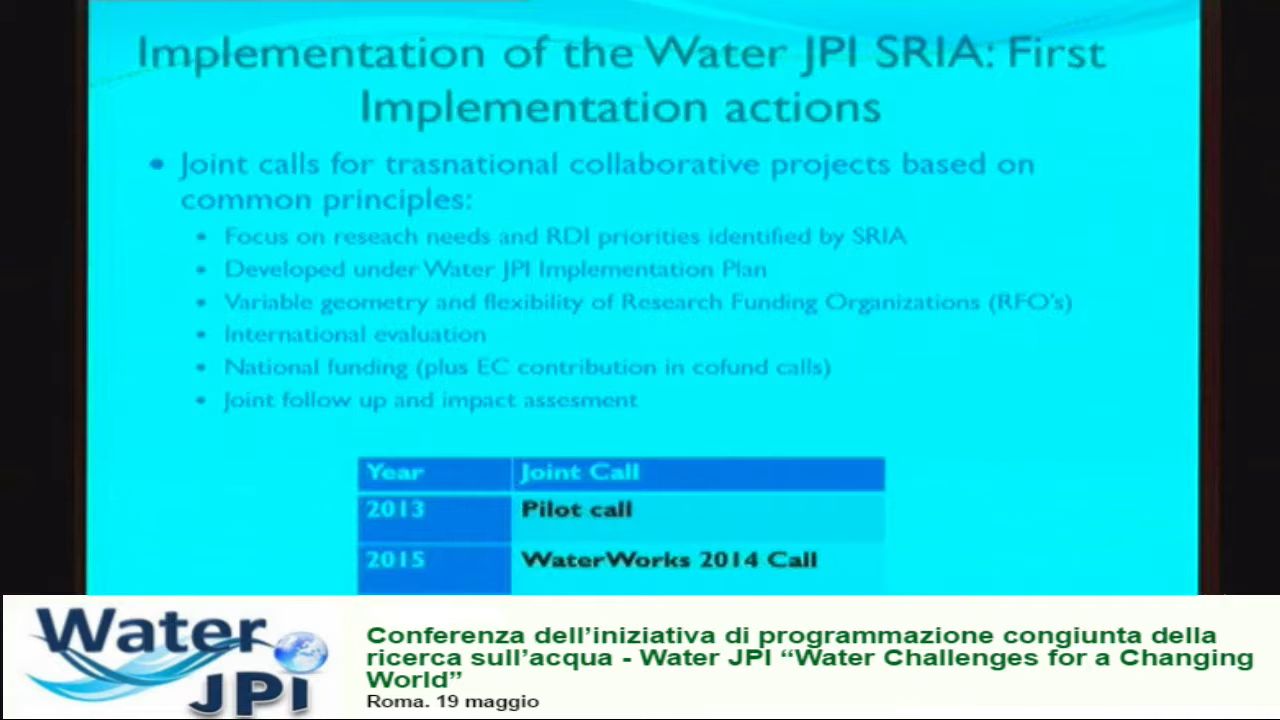 Implementation of the Water JPI SRIA: First
Implementation actions
• Joint calls for trasnational collaborative projects based on
common principles:
• Focus on reseach needs and RDI priorities identified by SRIA
• Developed under Water JPI Implementation Plan
• Variable geometry and flexibility of Research Funding Organizations (RFO's)
• International evaluation
• National funding (plus EC contribution in cofund calls)
• Joint follow up and impact assesment
Year Joint Call
2013 Pilot call
2015 WaterWorks 2014 Call
Water
JPI
Conferenza dell'iniziativa di programmazione congiunta della
ricerca sull'acqua - Water JPI “Water Challenges for a Changing
World”
Roma. 19 maggio